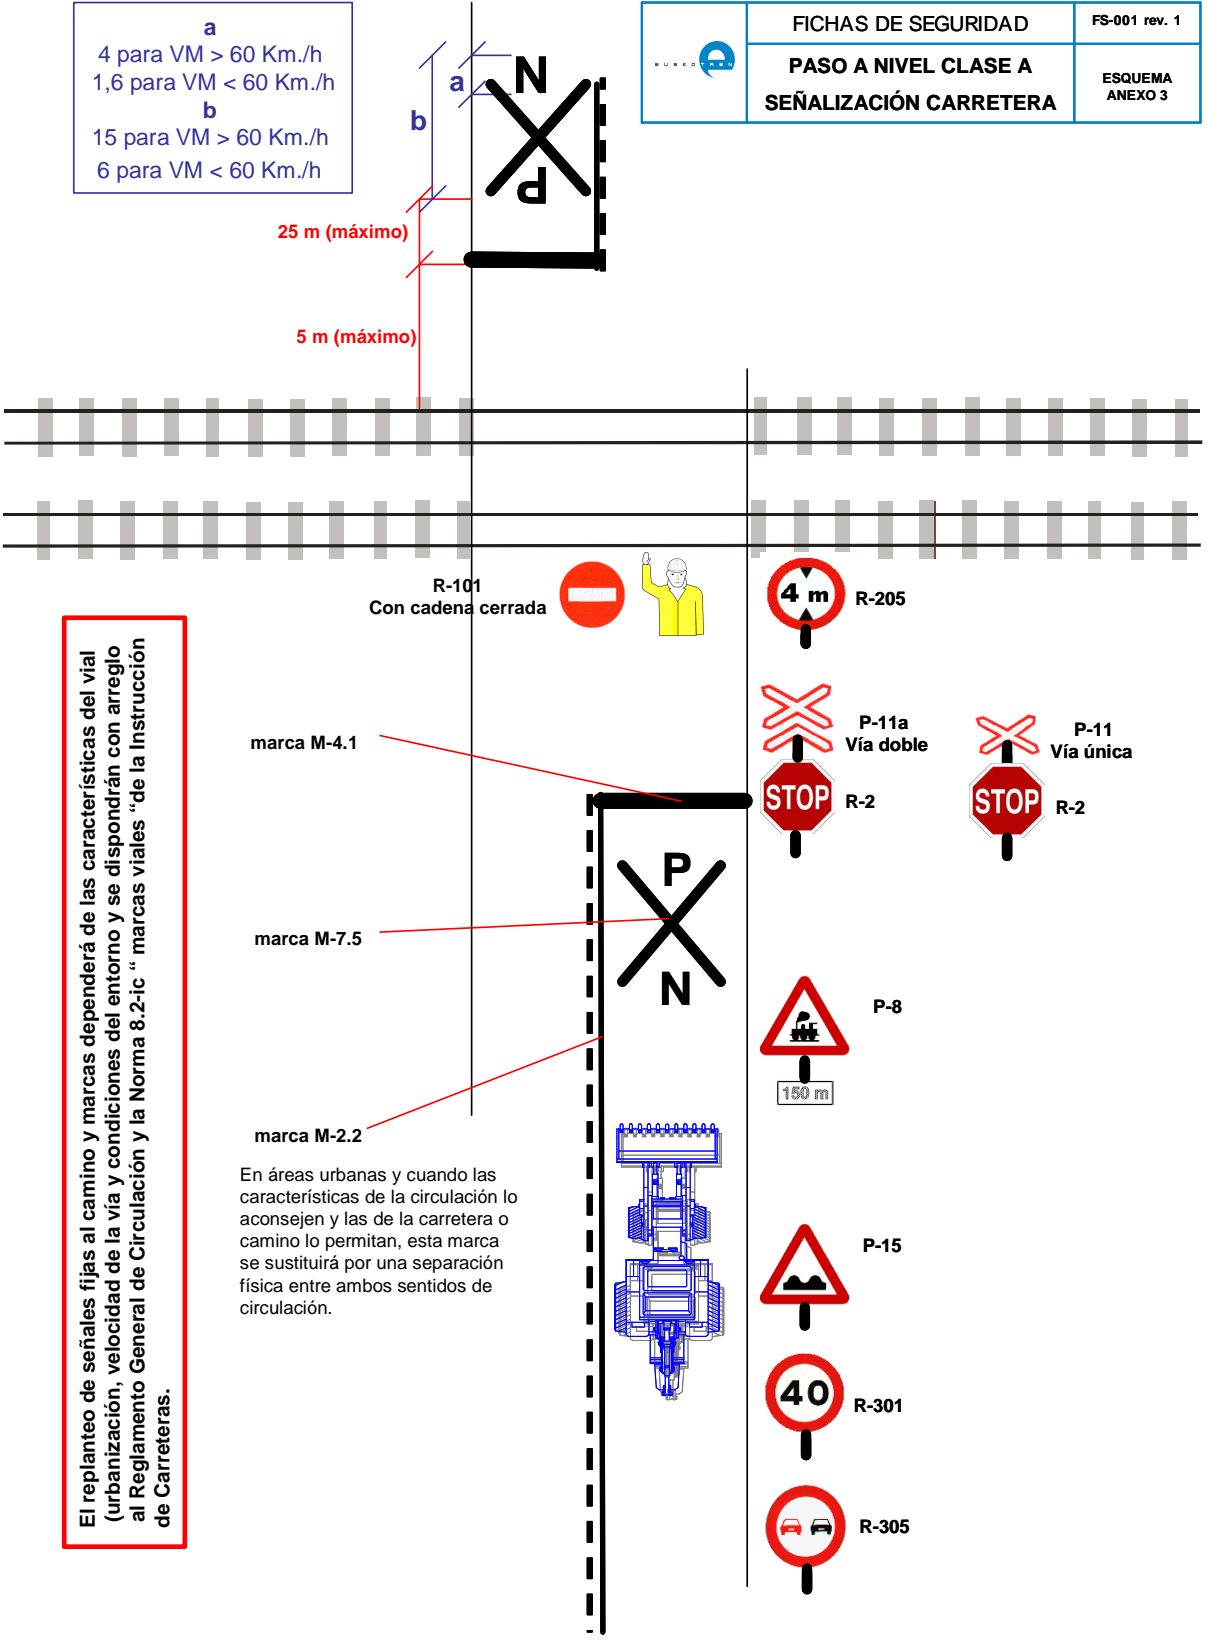 a
4 para VM > 60 Km./h
1,6 para VM < 60 Km./h
b
15 para VM > 60 Km./h
6 para VM < 60 Km./h
a
b
N
P
25 m (máximo)
5 m (máximo)
EUSKOTREN
FICHAS DE SEGURIDAD
FS-001 rev. 1
PASO A NIVEL CLASE A
SEÑALIZACIÓN CARRETERA
ESQUEMA
ANEXO 3
R-101
Con cadena cerrada
4 m
R-205
P-11a
Vía doble
P-11
Vía única
STOP
R-2
STOP
R-2
marca M-4.1
P
N
marca M-7.5
P-8
150 m
marca M-2.2
En áreas urbanas y cuando las
características de la circulación lo
aconsejen y las de la carretera o
camino lo permitan, esta marca
se sustituirá por una separación
física entre ambos sentidos de
circulación.
P-15
40
R-301
R-305
El replanteo de señales fijas al camino y marcas dependerá de las características del vial
(urbanización, velocidad de la vía y condiciones del entorno y se dispondrán con arreglo
al Reglamento General de Circulación y la Norma 8.2-ic “ marcas viales “de la Instrucción
de Carreteras.